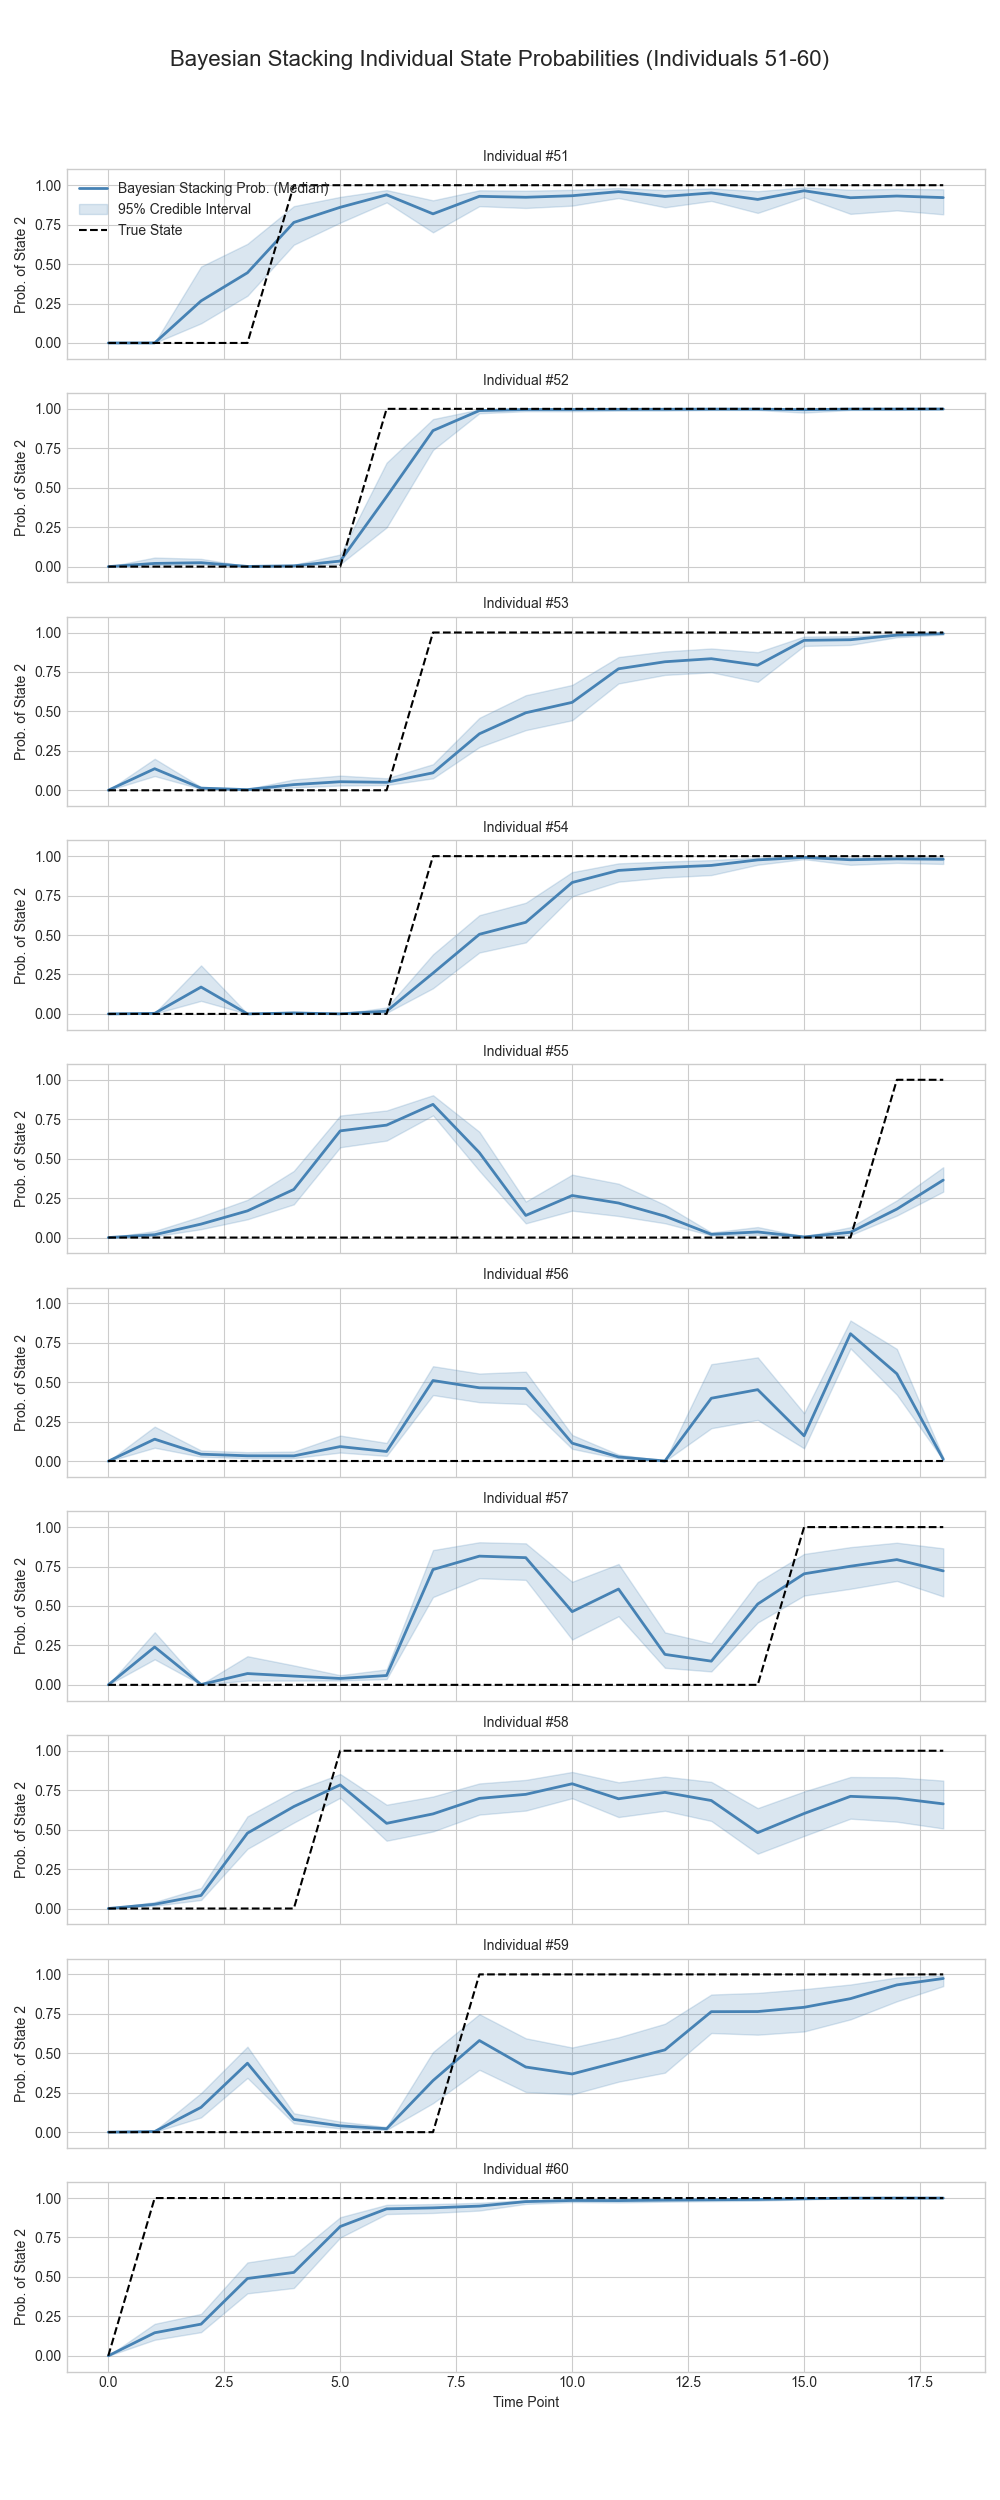 Bayesian Stacking Individual State Probabilities (Individuals 51-60)
Individual #51
Bayesian Stacking Prob. (Median)
95% Credible Interval
True State
1.00
0.75
0.50
0.25
0.00
Prob. of State 2
Individual #52
1.00
0.75
0.50
0.25
0.00
Prob. of State 2
Individual #53
1.00
0.75
0.50
0.25
0.00
Prob. of State 2
Individual #54
1.00
0.75
0.50
0.25
0.00
Prob. of State 2
Individual #55
1.00
0.75
0.50
0.25
0.00
Prob. of State 2
Individual #56
1.00
0.75
0.50
0.25
0.00
Prob. of State 2
Individual #57
1.00
0.75
0.50
0.25
0.00
Prob. of State 2
Individual #58
1.00
0.75
0.50
0.25
0.00
Prob. of State 2
Individual #59
1.00
0.75
0.50
0.25
0.00
Prob. of State 2
Individual #60
1.00
0.75
0.50
0.25
0.00
Prob. of State 2
0.0 2.5 5.0 7.5 10.0 12.5 15.0 17.5
Time Point